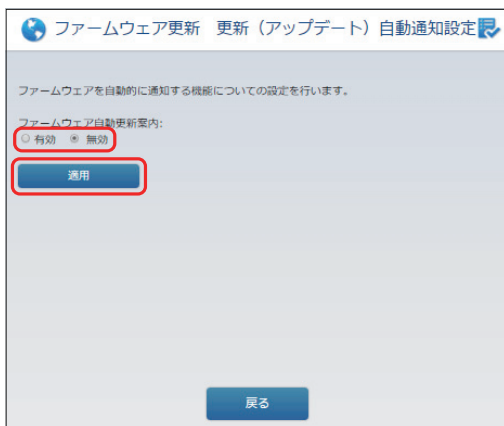 ファームウェア更新　更新（アップデート）自動通知設定
ファームウェアを自動的に通知する機能についての設定を行います。
ファームウェア自動更新案内:
有効 無効
適用
戻る